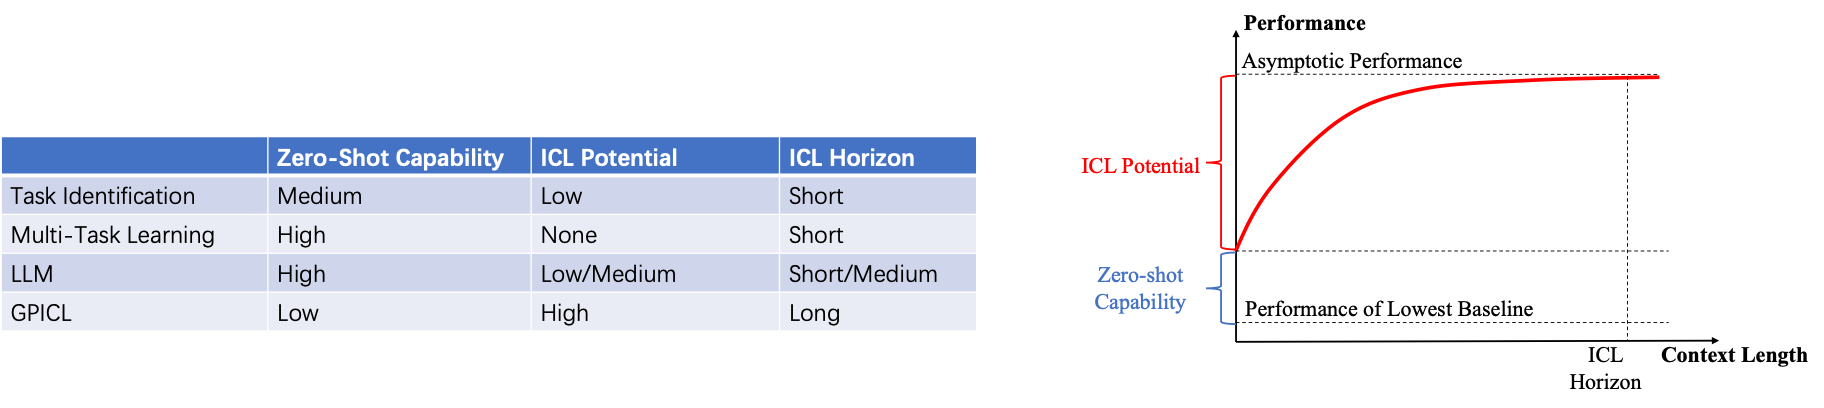 Zero-Shot Capability ICL Potential ICL Horizon
Task Identification Medium Low Short
Multi-Task Learning High None Short
LLM High Low/Medium Short/Medium
GPICL Low High Long
Performance
Asymptotic Performance
ICL Potential
Zero-shot
Capability
Performance of Lowest Baseline
ICL
Horizon
Context Length